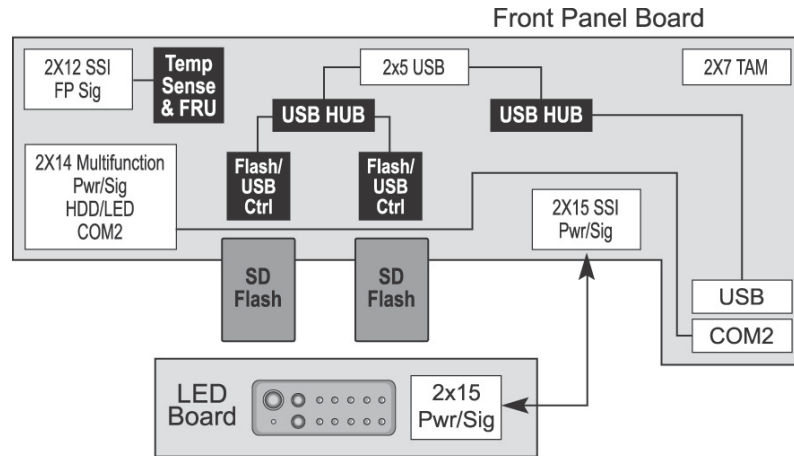 Front Panel Board
2X12 SSI
FP Sig
Temp
Sense
& FRU
2x5 USB
2X7 TAM
USB HUB
USB HUB
2X14 Multifunction
Pwr/Sig
HDD/LED
COM2
Flash/
USB
Ctrl
Flash/
USB
Ctrl
2X15 SSI
Pwr/Sig
SD
Flash
SD
Flash
USB
COM2
LED
Board
2x15
Pwr/Sig